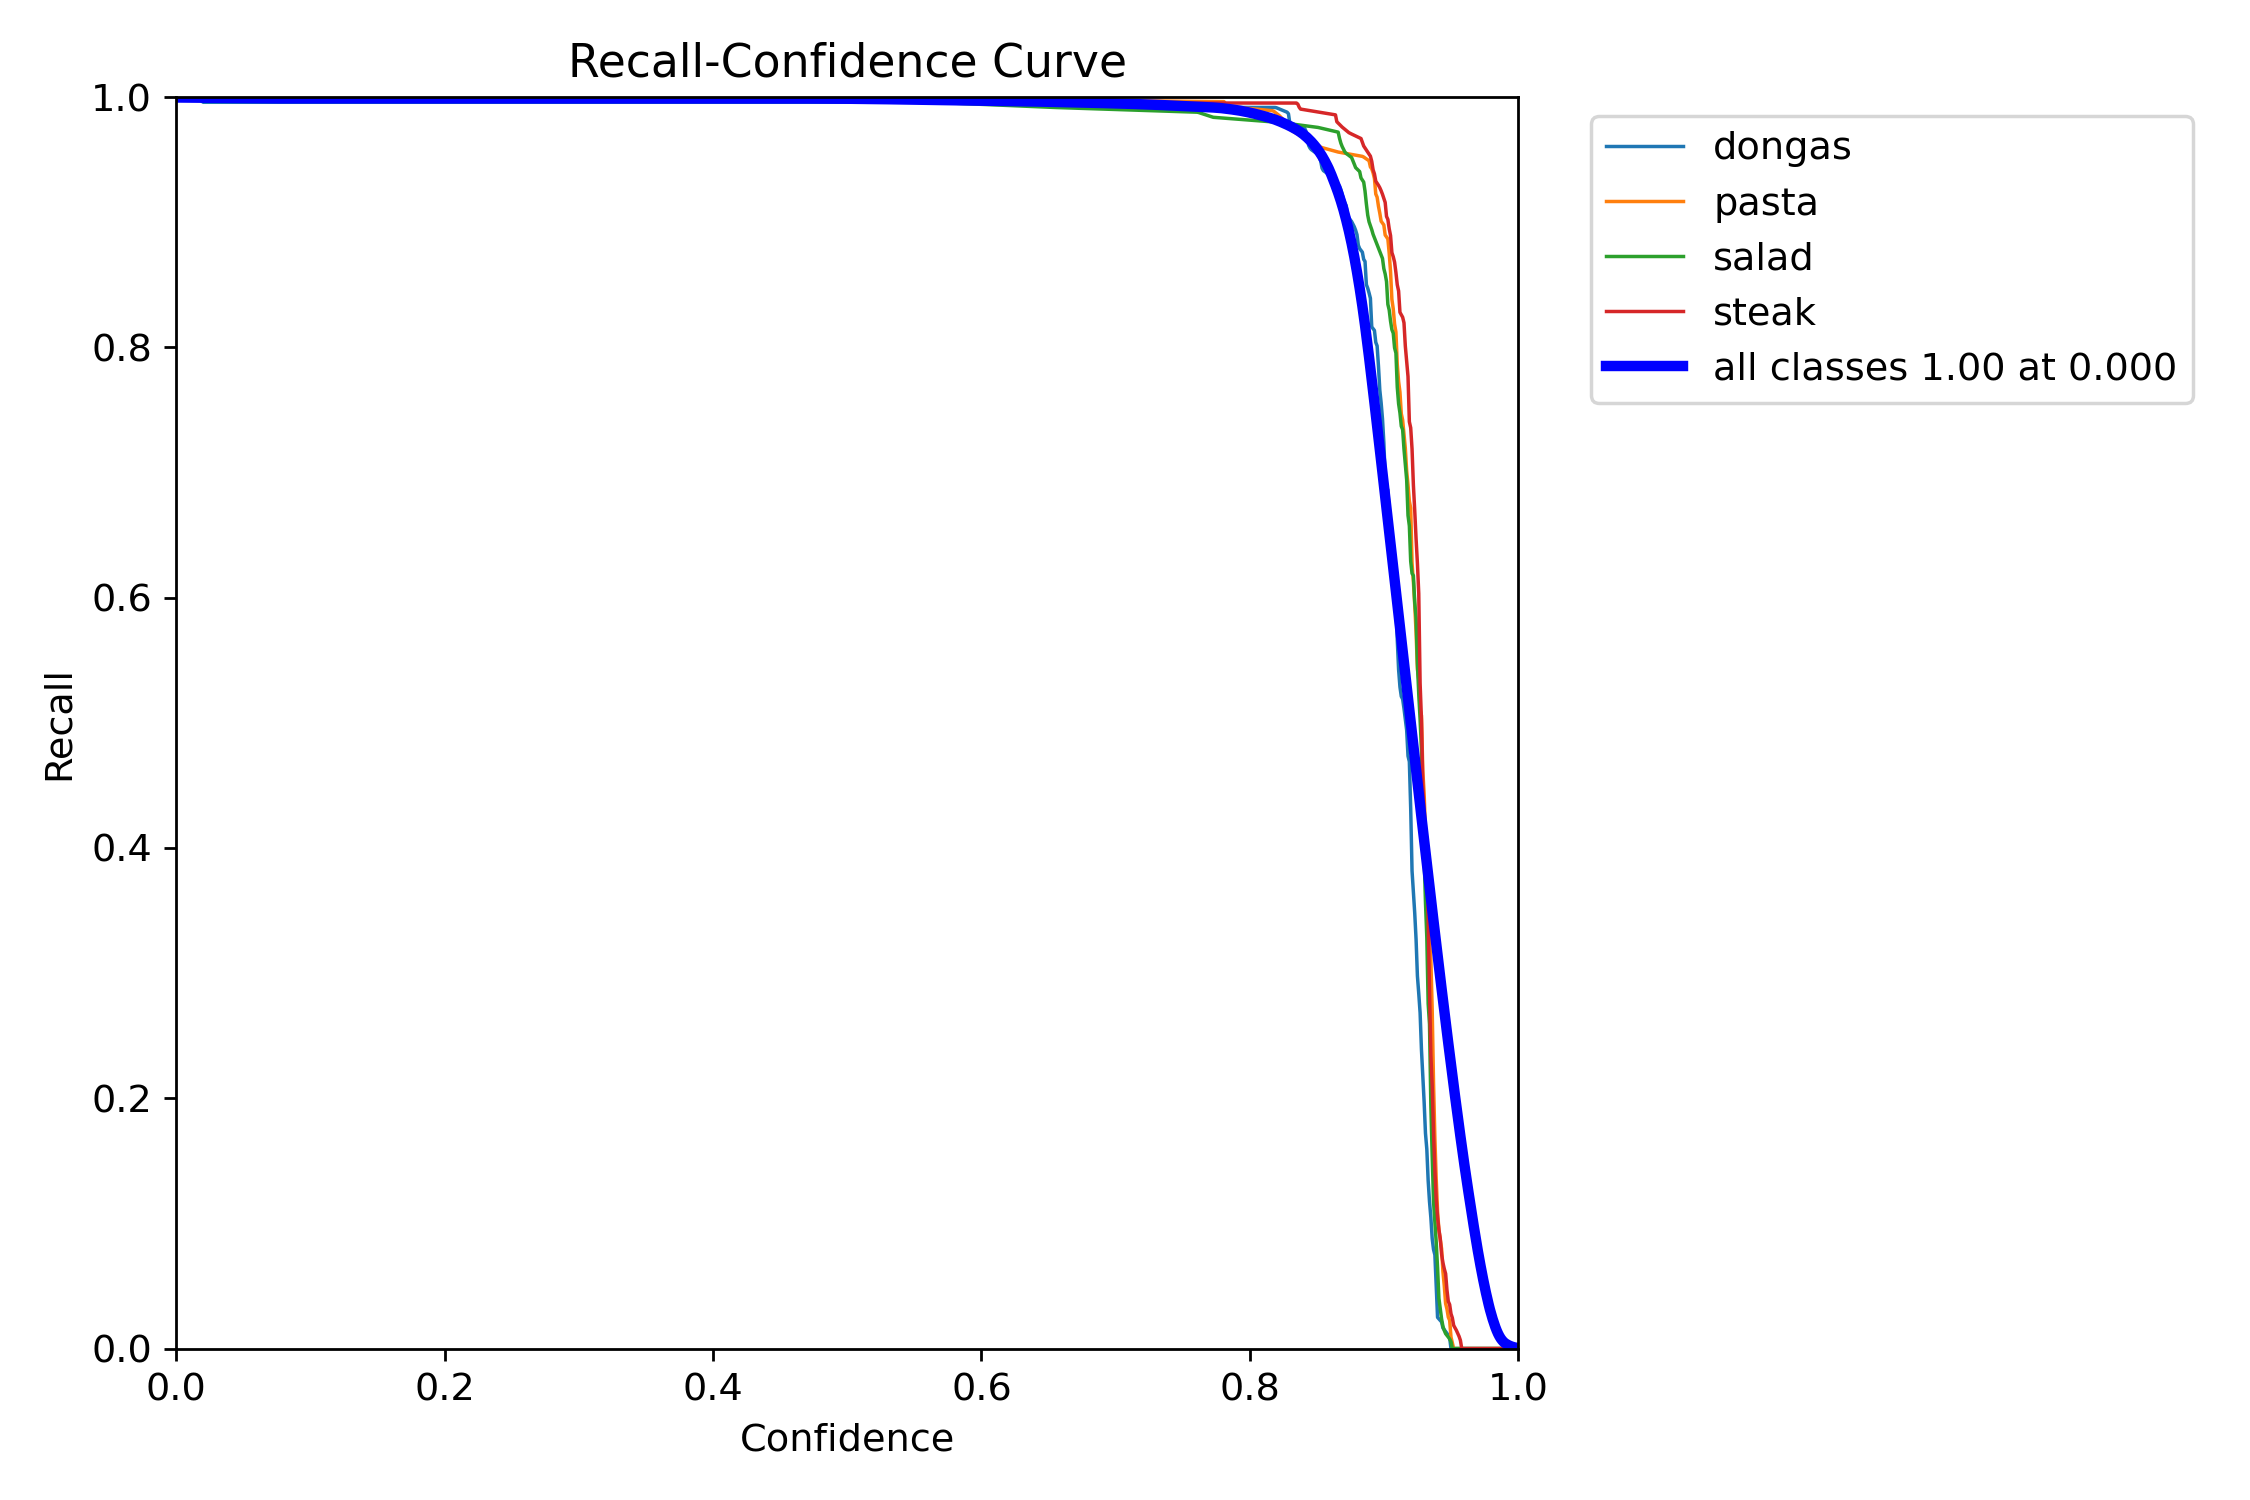 Recall-Confidence Curve
1.0
0.8
0.6
0.4
0.2
0.0
Recall
0.0 0.2 0.4 0.6 0.8 1.0
Confidence
dongas
pasta
salad
steak
all classes 1.00 at 0.000